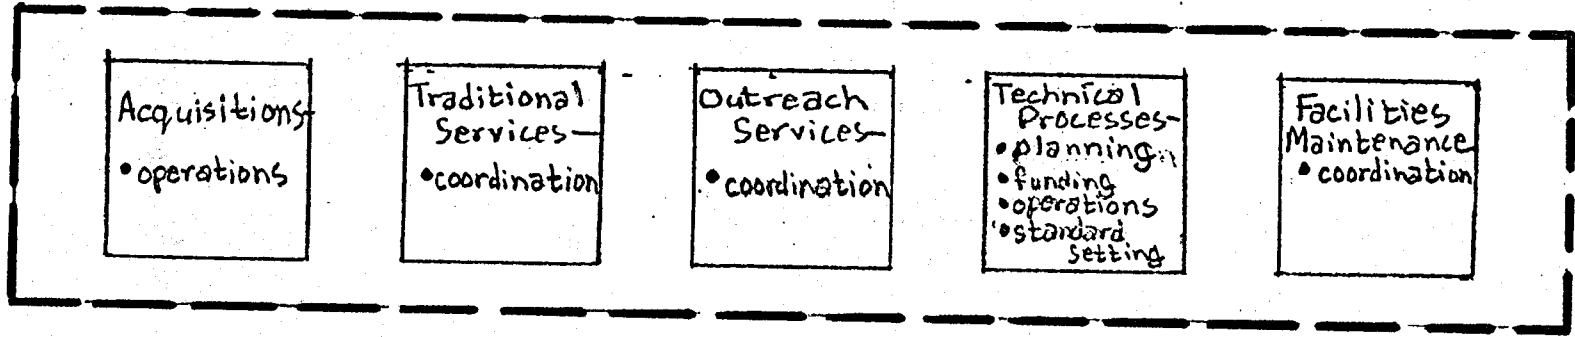 Acquisitions-
• operations
Traditional
Services—
• coordination
Outreach
Services—
• coordination
Technical
Processes-
• planning
• funding
• operations
• standard
setting
Facilities
Maintenance
• coordination